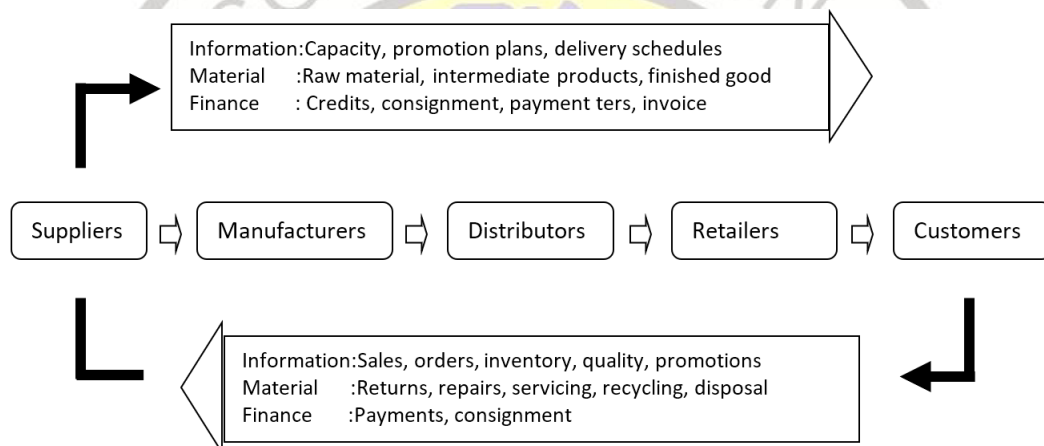 Information:Capacity, promotion plans, delivery schedules
Material :Raw material, intermediate products, finished good
Finance : Credits, consignment, payment ters, invoice
Suppliers Manufacturers Distributors Retailers Customers
Information:Sales, orders, inventory, quality, promotions
Material :Returns, repairs, servicing, recycling, disposal
Finance :Payments, consignment